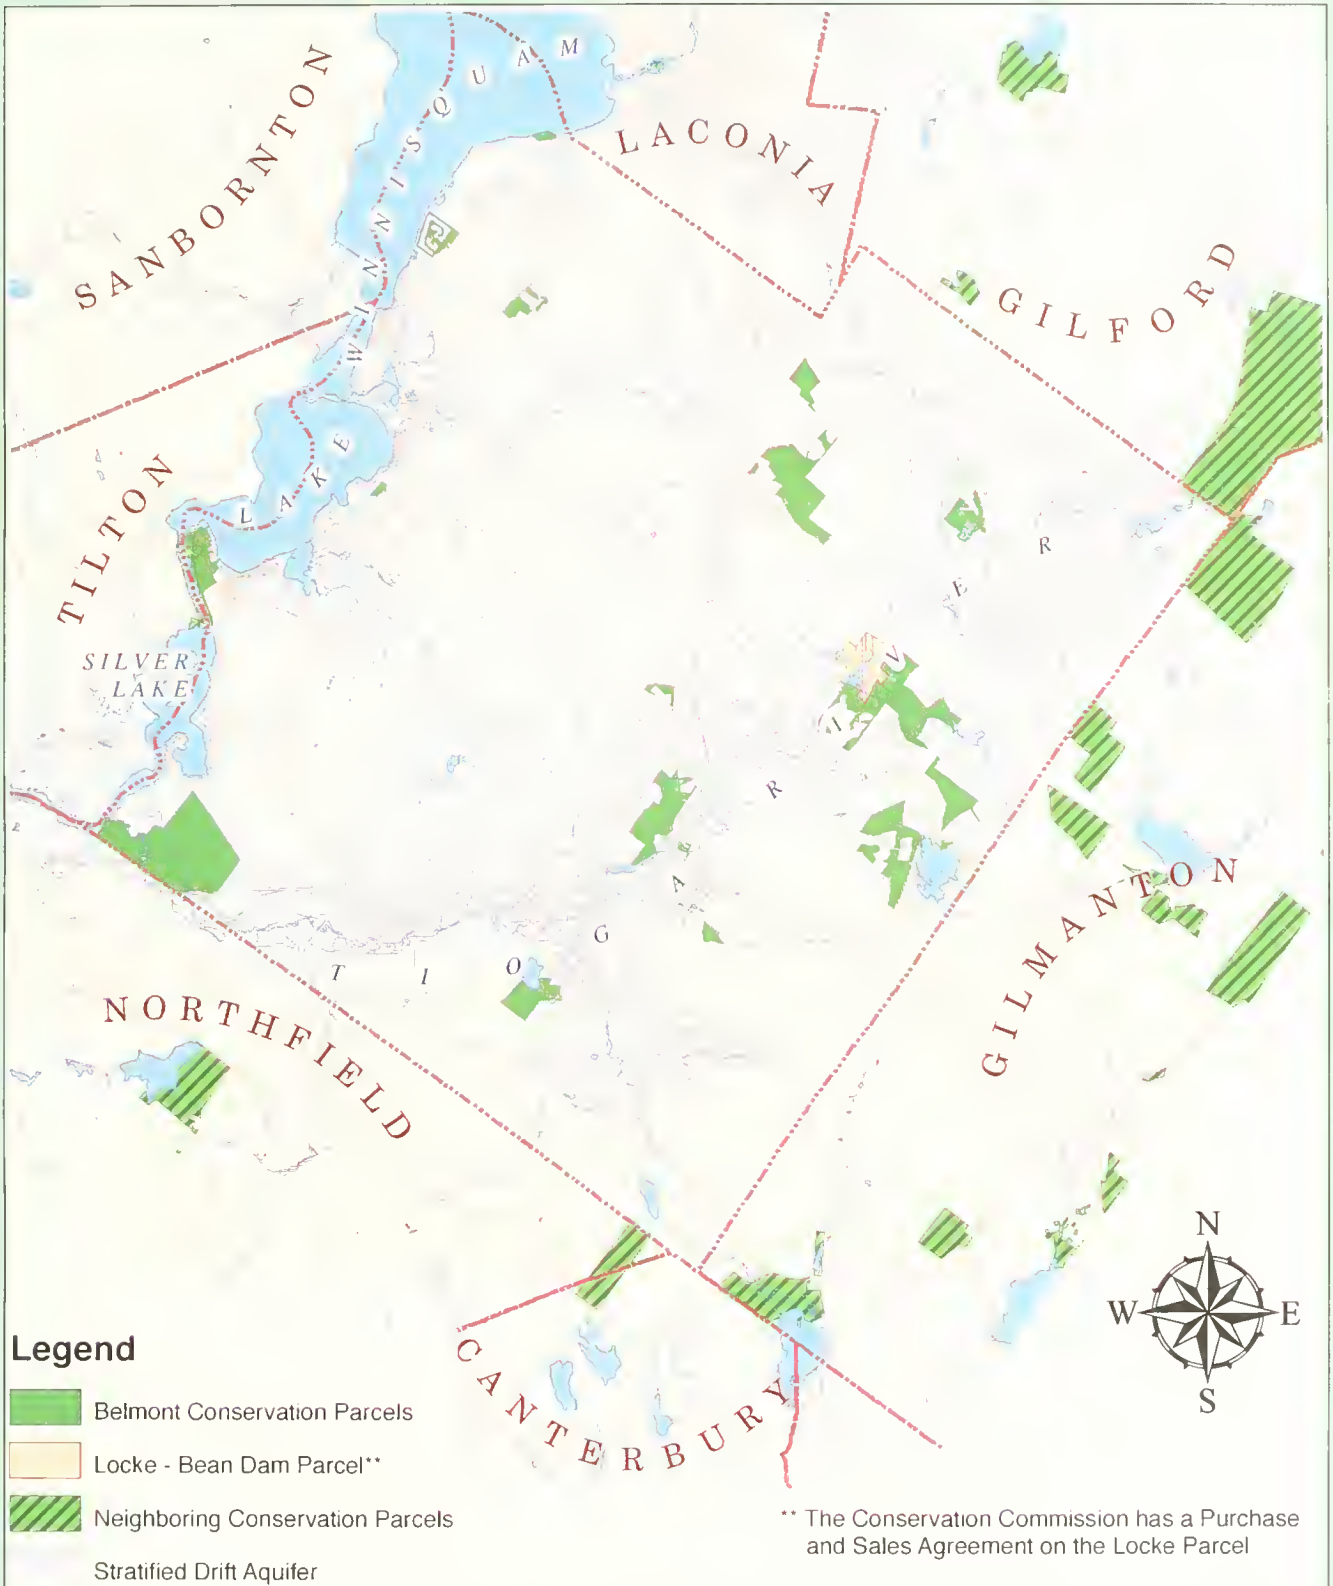 WINNISQUAM
LAKE
SANBORNTON
LACONIA
GILFORD
TILTON
SILVER
LAKE
TIOGA
RIVER
NORTHFIELD
GILMANTON
CANTERBURY
N
W E
S
Legend
Belmont Conservation Parcels
Locke - Bean Dam Parcel**
Neighboring Conservation Parcels
Stratified Drift Aquifer
** The Conservation Commission has a Purchase
and Sales Agreement on the Locke Parcel